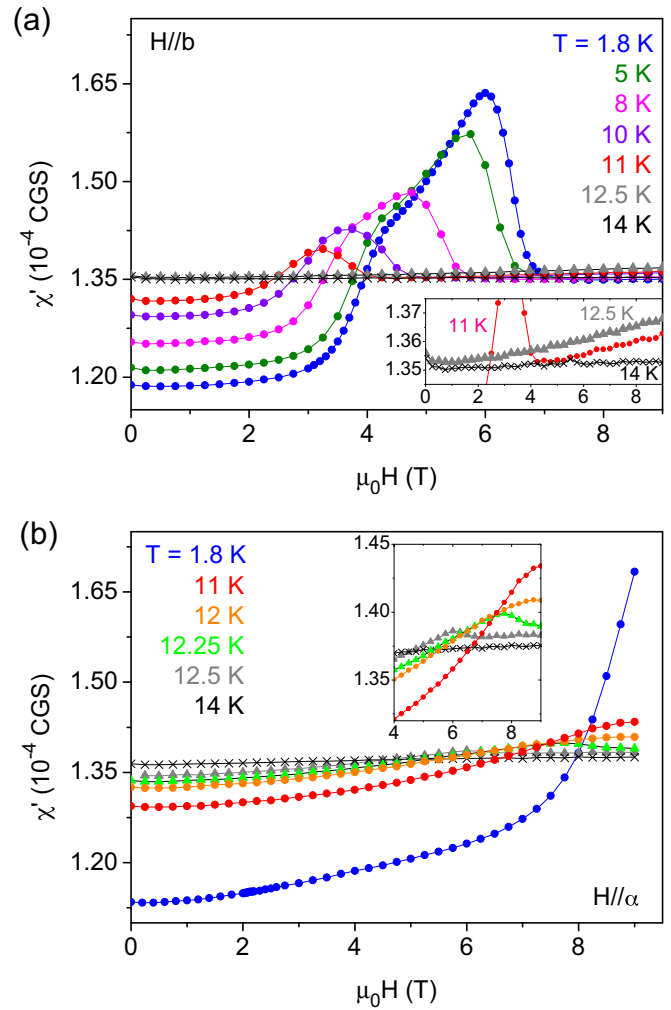 (a)
H//b
T = 1.8 K
5 K
8 K
10 K
11 K
12.5 K
14 K
1.65
1.50
1.35
1.20
χ' (10⁻⁴ CGS)
0 2 4 6 8
μ₀H (T)
1.37
1.36
1.35
11 K
12.5 K
14 K
0 2 4 6 8
(b)
T = 1.8 K
11 K
12 K
12.25 K
12.5 K
14 K
1.65
1.50
1.35
1.20
χ' (10⁻⁴ CGS)
1.45
1.40
1.35
4 6 8
H//α
0 2 4 6 8
μ₀H (T)